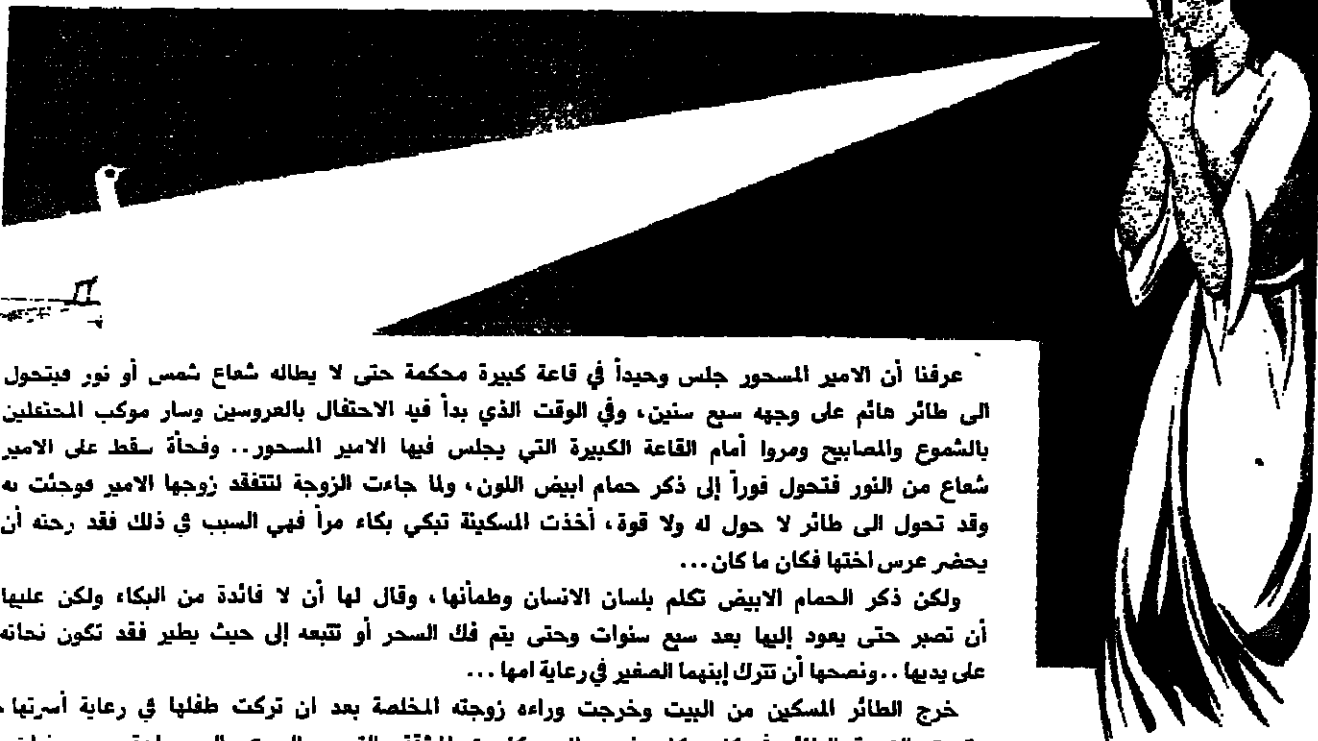 عرفنا أن الامير المسحور جلس وحيداً في قاعة كبيرة محكمة حتى لا يطاله شعاع شمس أو نور فيتحول
الى طائر هائم على وجهه سبع سنين، وفي الوقت الذي بدأ فيه الاحتفال بالعروسين وسار موكب المحتفلين
بالشموع والمصابيح ومروا أمام القاعة الكبيرة التي يجلس فيها الامير المسحور.. وفجأة سقط على الامير
شعاع من النور فتحول فوراً إلى ذكر حمام ابيض اللون، ولما جاءت الزوجة لتتفقد زوجها الامير فوجئت به
وقد تحول الى طائر لا حول له ولا قوة، أخذت المسكينة تبكي بكاء مراً فهي السبب في ذلك فقد رجته أن
يحضر عرس اختها فكان ما كان...
ولكن ذكر الحمام الابيض تكلم بلسان الانسان وطمأنها، وقال لها أن لا فائدة من البكاء ولكن عليها
أن تصبر حتى يعود إليها بعد سبع سنوات وحتى يتم فك السحر أو تتبعه إلى حيث يطير فقد تكون نجاته
على يديها ..ونصحها أن تترك إبنهما الصغير في رعاية امها ...
خرج الطائر المسكين من البيت وخرجت وراءه زوجته المخلصة بعد ان تركت طفلها في رعاية أسرتها